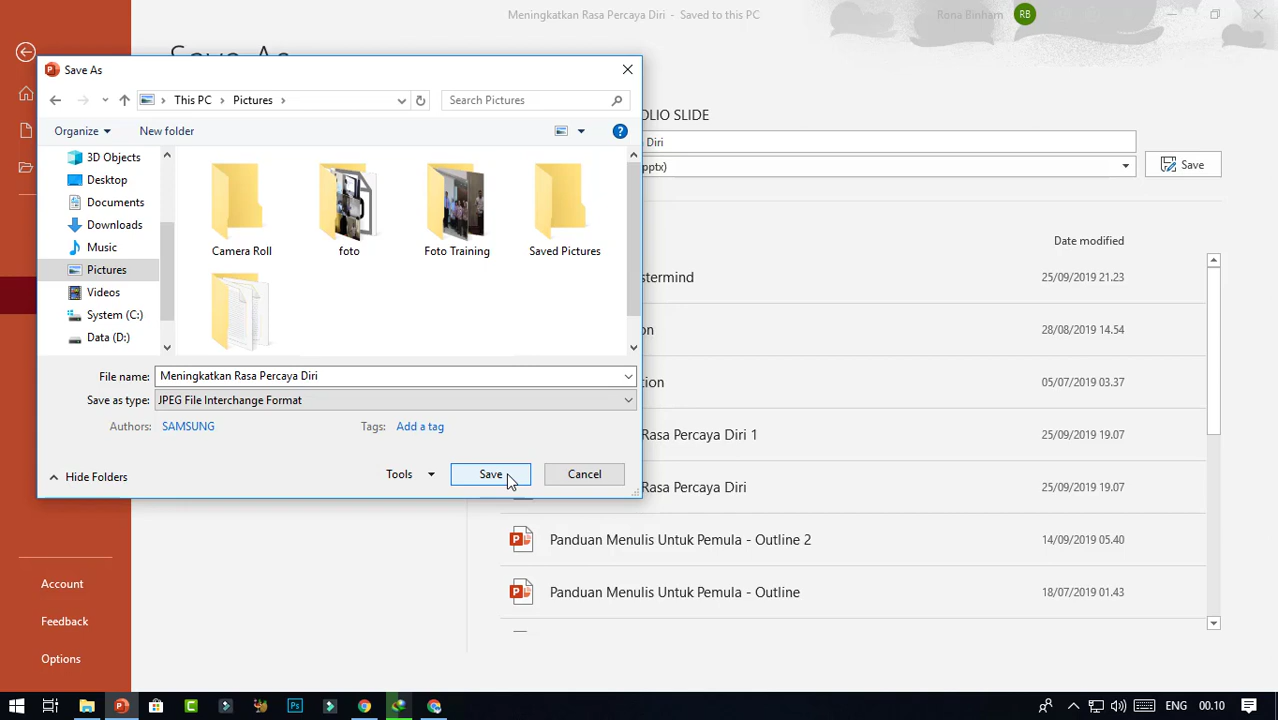 Meningkatkan Rasa Percaya Diri - Saved to this PC
Rona Binham
RB
Save As
Save As
This PC
Pictures
Search Pictures
Organize
New folder
3D Objects
Desktop
Documents
Downloads
Music
Pictures
Videos
System (C:)
Data (D:)
Camera Roll
foto
Foto Training
Saved Pictures
File name:
Meningkatkan Rasa Percaya Diri
Save as type:
JPEG File Interchange Format
Authors:
SAMSUNG
Tags:
Add a tag
Hide Folders
Tools
Save
Cancel
OLIO SLIDE
Diri
pptx)
Save
Date modified
stermind
25/09/2019 21.23
on
28/08/2019 14.54
tion
05/07/2019 03.37
Rasa Percaya Diri 1
25/09/2019 19.07
Rasa Percaya Diri
25/09/2019 19.07
Panduan Menulis Untuk Pemula - Outline 2
14/09/2019 05.40
Panduan Menulis Untuk Pemula - Outline
18/07/2019 01.43
Account
Feedback
Options
ENG
00.10